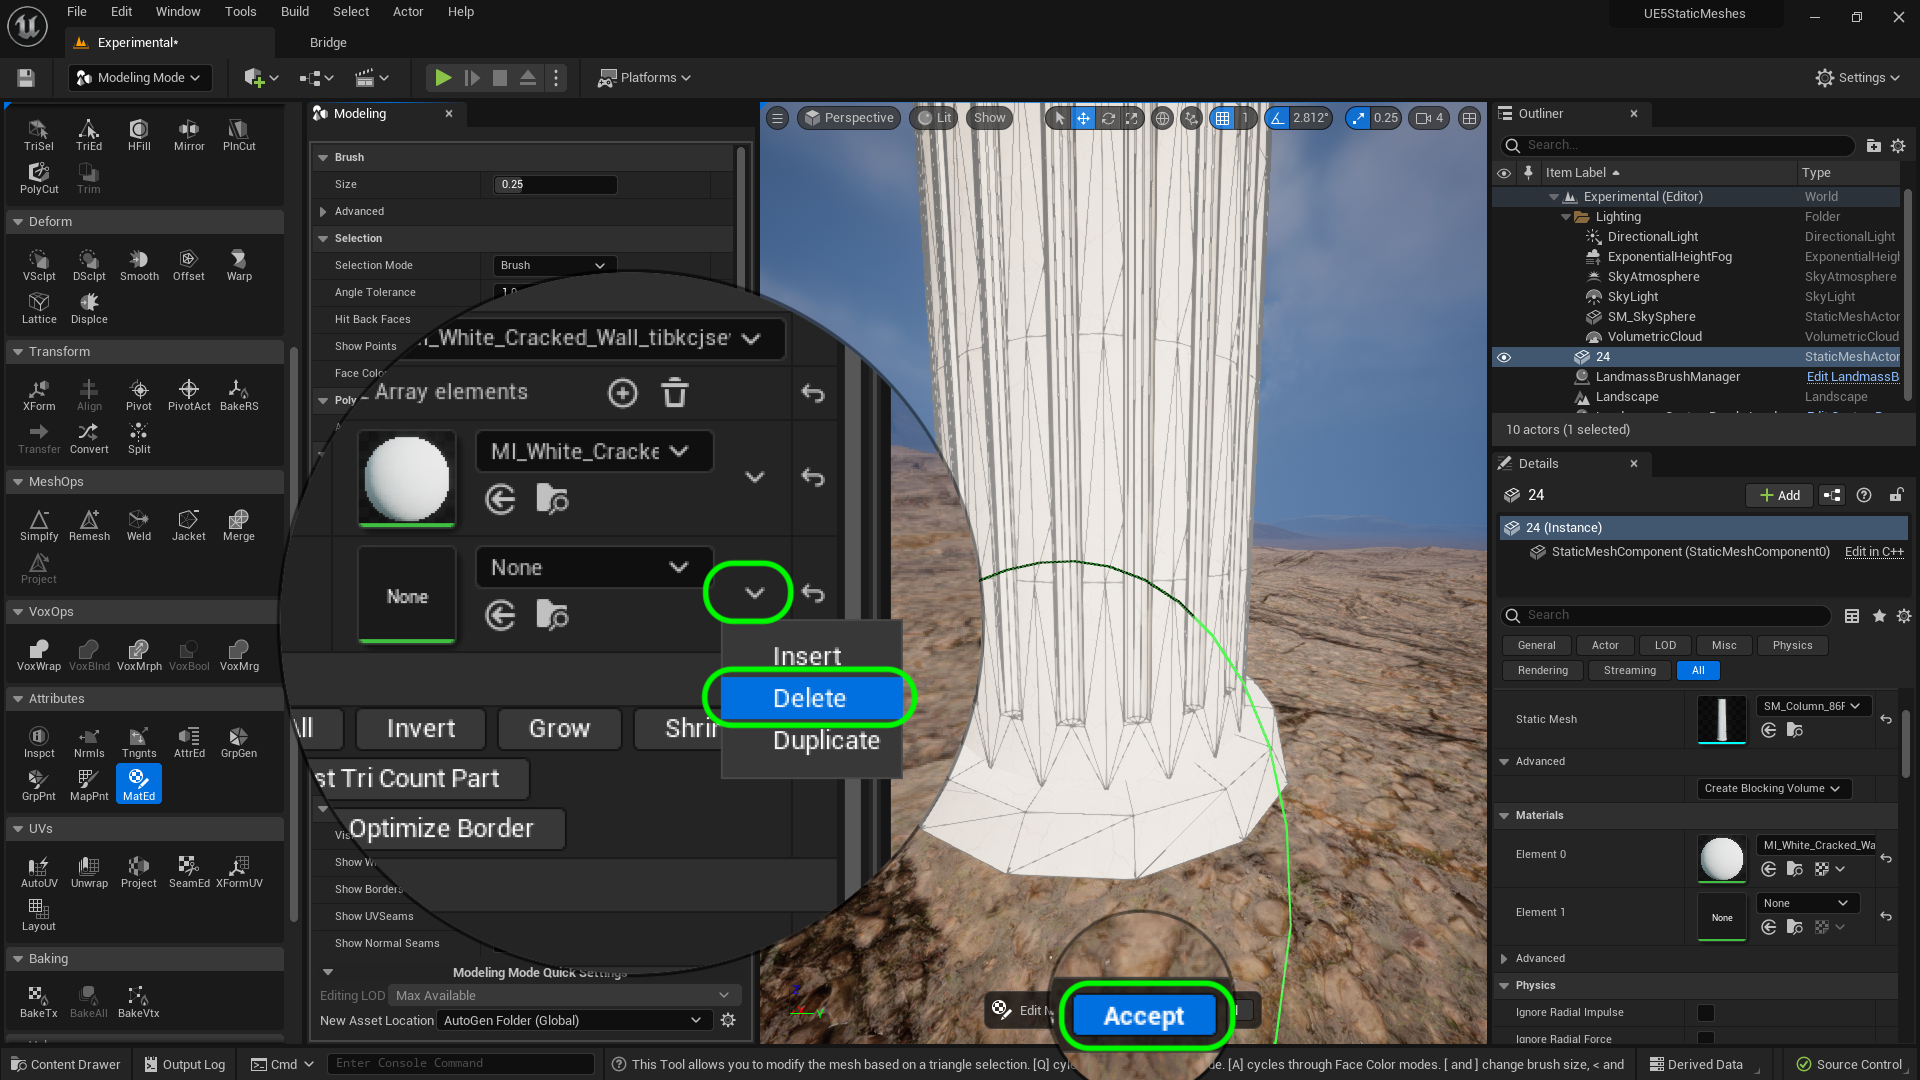 File Edit Window Tools Build Select Actor Help
UE5StaticMeshes
Experimental*
Bridge
Modeling Mode
Platforms
Settings
TriSel TriEd HFill Mirror PlnCut
PolyCut Trim
Deform
VSclpt DSclpt Smooth Offset Warp
Lattice Displce
Transform
XForm Align Pivot PivotAct BakeRS
Transfer Convert Split
MeshOps
Simplfy Remesh Weld Jacket Merge
Project
VoxOps
VoxWrap VoxBlnd VoxMrph VoxBool VoxMrg
Attributes
Inspct Nrmls Tngnts AttrEd GrpGen
GrpPnt MapPnt MatEd
UVs
AutoUV Unwrap Project SeamEd XFormUV
Layout
Baking
BakeTx BakeAll BakeVtx
Modeling
Brush
Size 0.25
Advanced
Selection
Selection Mode Brush
Angle Tolerance
Hit Back Faces
Show Points
Face Colo
Poly
_White_Cracked_Wall_tibkcjse
Array elements
MI_White_Cracke
None
None
Insert
Delete
Duplicate
Invert Grow Shrin
st Tri Count Part
Optimize Border
Vis
Show W
Show Borders
Show UVSeams
Show Normal Seams
Modeling Mode Quick Settings
Editing LOD Max Available
New Asset Location AutoGen Folder (Global)
Perspective Lit Show
1 2.812° 0.25 4
Edit M
Accept
Outliner
Search...
Item Label Type
Experimental (Editor) World
Lighting Folder
DirectionalLight DirectionalLight
ExponentialHeightFog ExponentialHeigh
SkyAtmosphere SkyAtmosphere
SkyLight SkyLight
SM_SkySphere StaticMeshActor
VolumetricCloud VolumetricCloud
24 StaticMeshActor
LandmassBrushManager Edit LandmassB
Landscape Landscape
10 actors (1 selected)
Details
24
Add
24 (Instance)
StaticMeshComponent (StaticMeshComponent0) Edit in C++
Search
General Actor LOD Misc Physics
Rendering Streaming All
Static Mesh SM_Column_86F
Advanced
Create Blocking Volume
Materials
Element 0 MI_White_Cracked_Wa
Element 1 None None
Advanced
Physics
Ignore Radial Impulse
Ignore Radial Force
Content Drawer Output Log Cmd Enter Console Command
This Tool allows you to modify the mesh based on a triangle selection. [Q] cyc de. [A] cycles through Face Color modes. [ and ] change brush size, < and
Derived Data Source Control